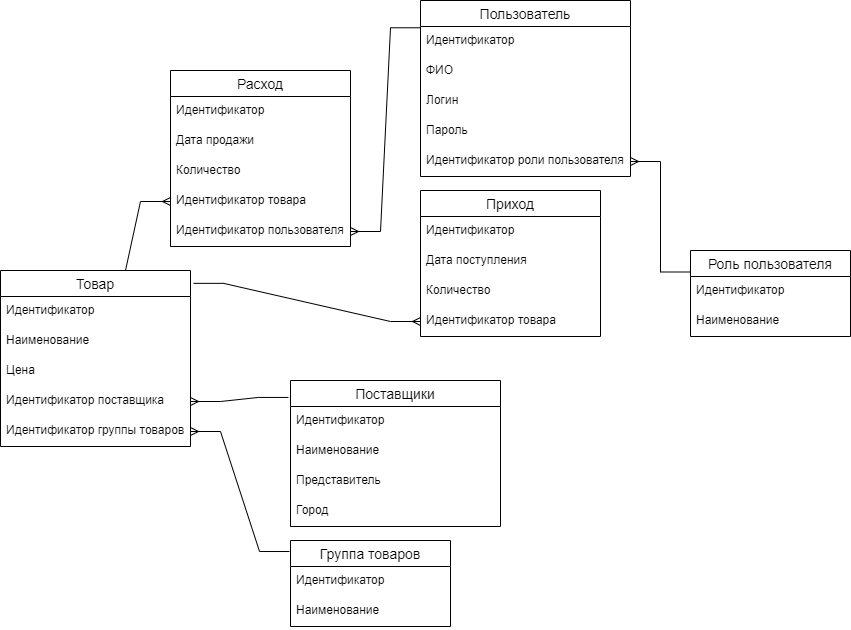 Пользователь
Идентификатор
ФИО
Логин
Пароль
Идентификатор роли пользователя
Расход
Идентификатор
Дата продажи
Количество
Идентификатор товара
Идентификатор пользователя
Приход
Идентификатор
Дата поступления
Количество
Идентификатор товара
Роль пользователя
Идентификатор
Наименование
Товар
Идентификатор
Наименование
Цена
Идентификатор поставщика
Идентификатор группы товаров
Поставщики
Идентификатор
Наименование
Представитель
Город
Группа товаров
Идентификатор
Наименование